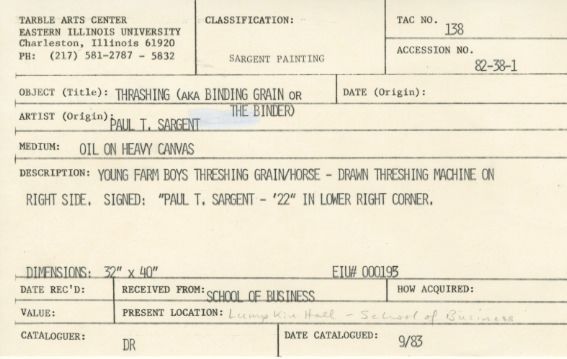 TARBLE ARTS CENTER
EASTERN ILLINOIS UNIVERSITY
Charleston, Illinois 61920
PH: (217) 581-2787 - 5832
CLASSIFICATION:
SARGENT PAINTING
TAC NO.
138
ACCESSION NO.
82-38-1
OBJECT (Title): THRASHING (AKA BINDING GRAIN OR
THE BINDER)
DATE (Origin):
ARTIST (Origin): PAUL T. SARGENT
MEDIUM: OIL ON HEAVY CANVAS
DESCRIPTION: YOUNG FARM BOYS THRESHING GRAIN/HORSE - DRAWN THRESHING MACHINE ON
RIGHT SIDE. SIGNED: "PAUL T. SARGENT - '22" IN LOWER RIGHT CORNER.
DIMENSIONS: 32" x 40" EIU# 000193
DATE REC'D: RECEIVED FROM: SCHOOL OF BUSINESS HOW ACQUIRED:
VALUE: PRESENT LOCATION: Lumpkin Hall - School of Business
CATALOGUER: DR DATE CATALOGUED: 9/83